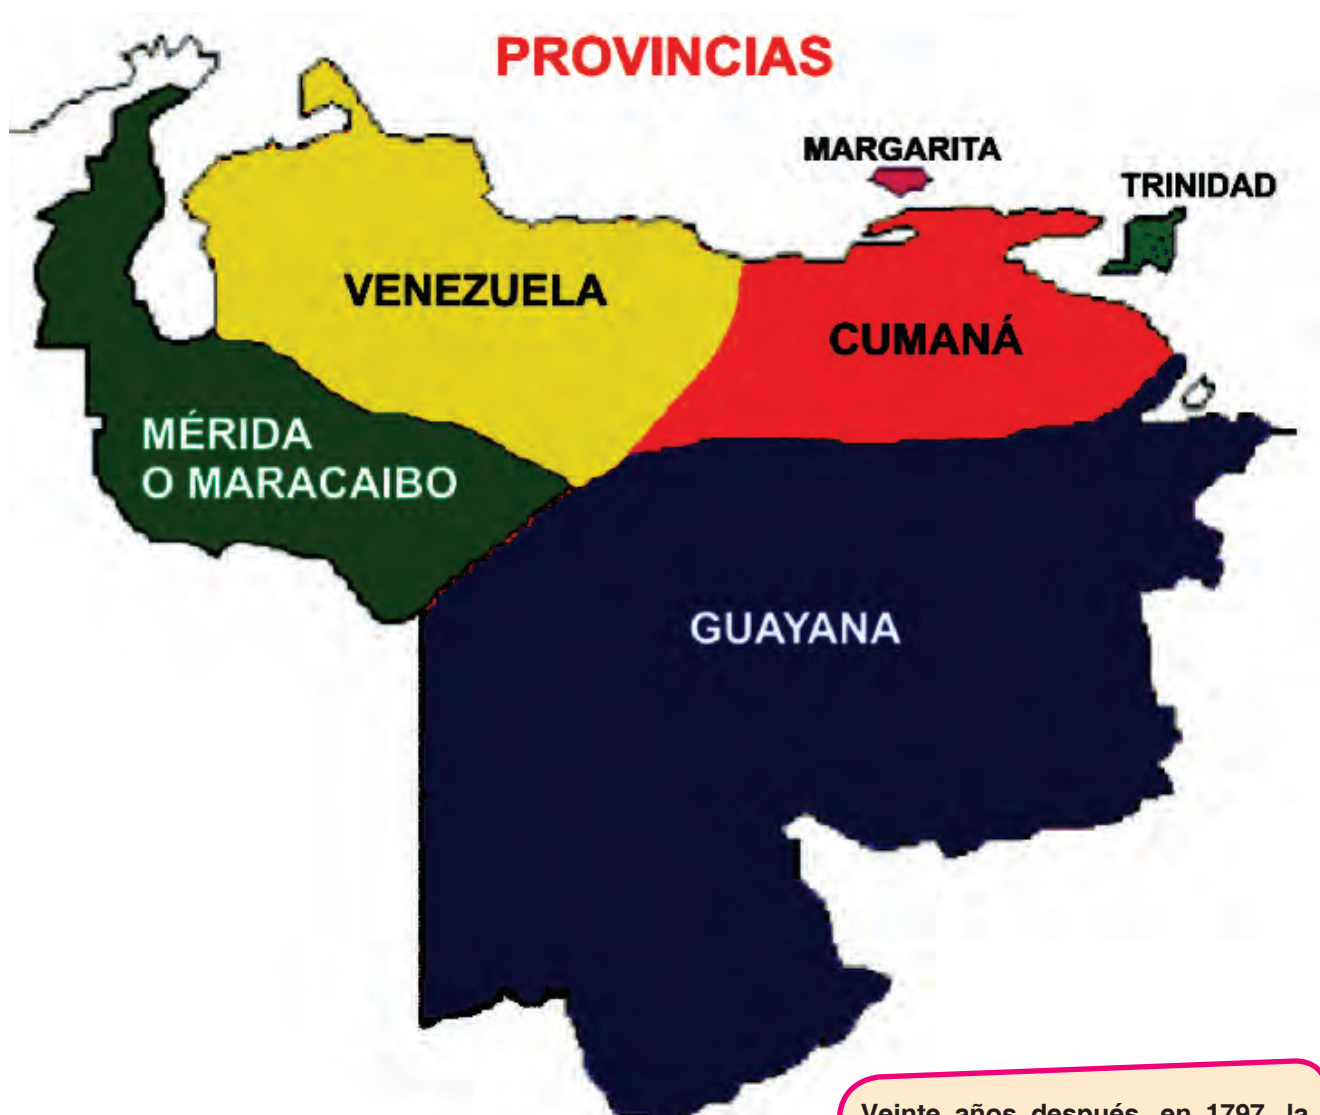 PROVINCIAS
MARGARITA
TRINIDAD
VENEZUELA
CUMANÁ
MÉRIDA
O MARACAIBO
GUAYANA
Veinte años después, en 1797, la